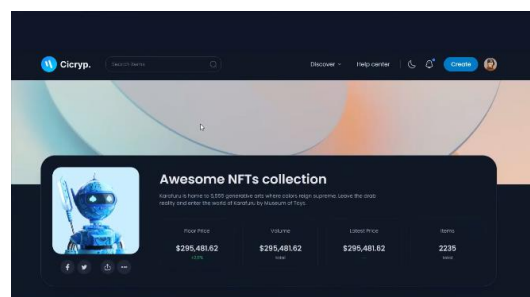 Cicryp.
Search items
Discover
Help center
Create
Awesome NFTs collection
Karafuru is home to 5,555 generative arts where colors reign supreme. Leave the drab
reality and enter the world of Karafuru by Museum of Toys.
Floor Price
Volume
Latest Price
Items
$295,481.62
$295,481.62
$295,481.62
2235